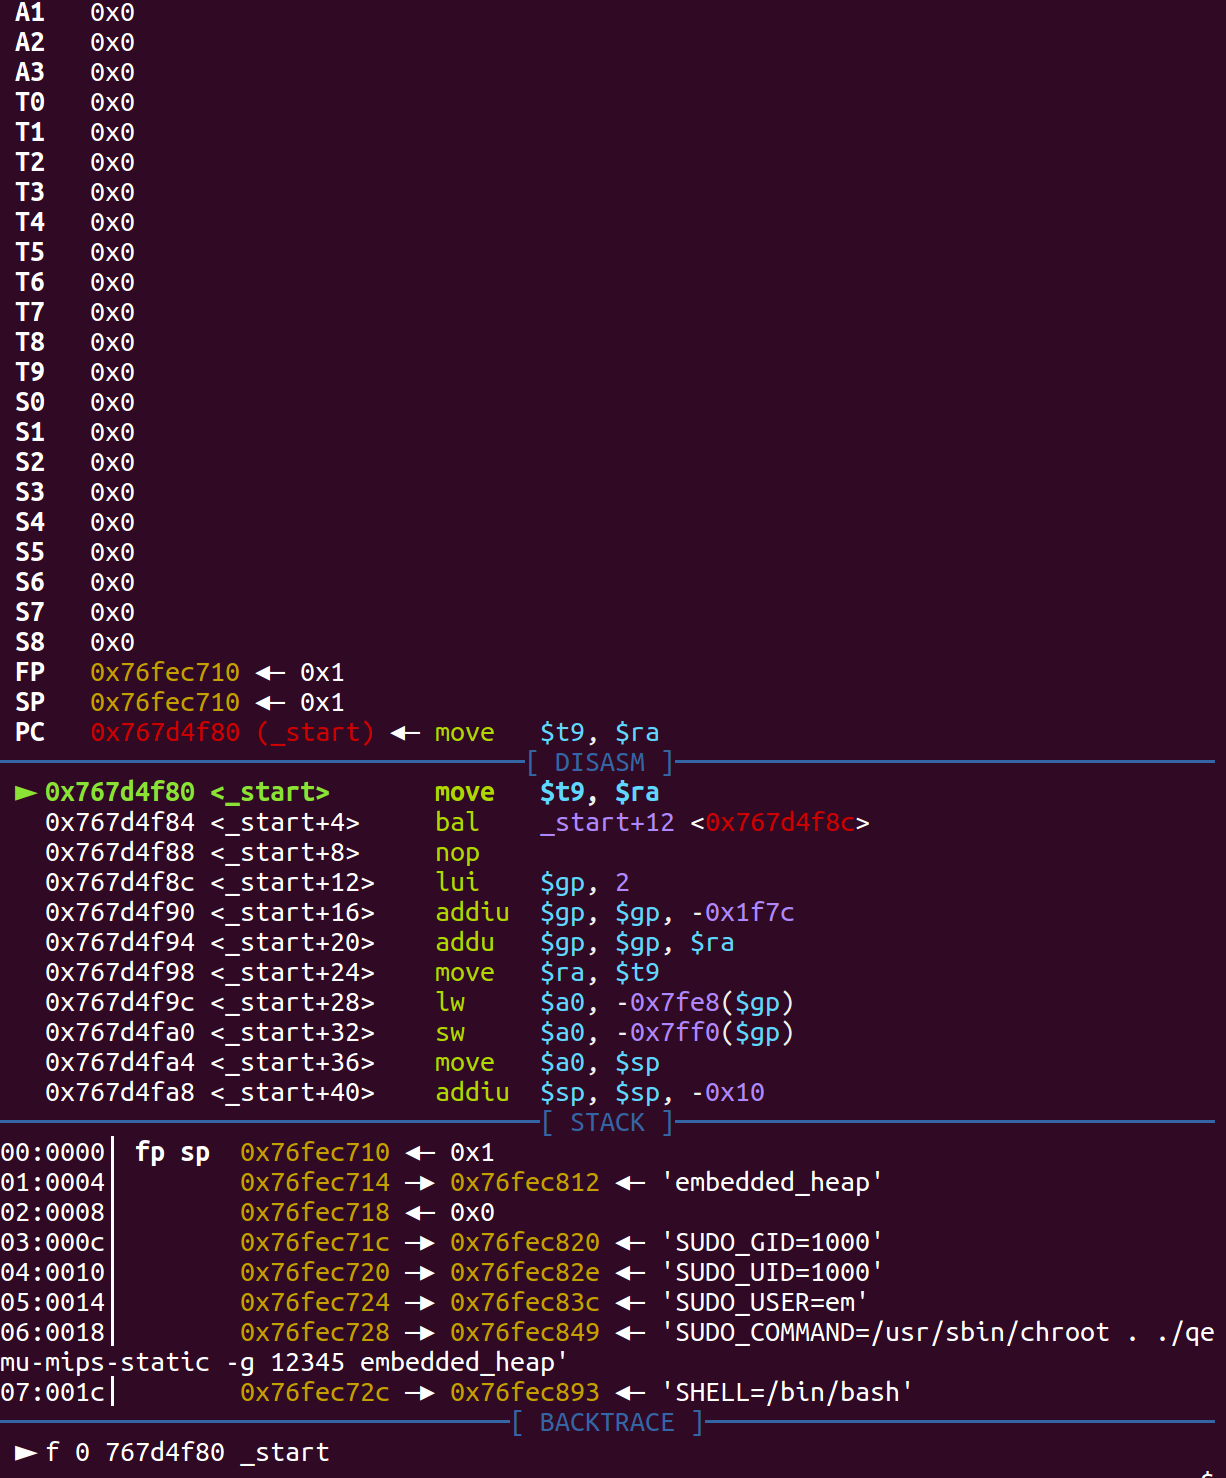 A1 0x0
A2 0x0
A3 0x0
T0 0x0
T1 0x0
T2 0x0
T3 0x0
T4 0x0
T5 0x0
T6 0x0
T7 0x0
T8 0x0
T9 0x0
S0 0x0
S1 0x0
S2 0x0
S3 0x0
S4 0x0
S5 0x0
S6 0x0
S7 0x0
S8 0x0
FP 0x76fec710 ◂— 0x1
SP 0x76fec710 ◂— 0x1
PC 0x767d4f80 (_start) ◂— move $t9, $ra
[ DISASM ]
► 0x767d4f80 <_start> move $t9, $ra
0x767d4f84 <_start+4> bal _start+12 <0x767d4f8c>
0x767d4f88 <_start+8> nop
0x767d4f8c <_start+12> lui $gp, 2
0x767d4f90 <_start+16> addiu $gp, $gp, -0x1f7c
0x767d4f94 <_start+20> addu $gp, $gp, $ra
0x767d4f98 <_start+24> move $ra, $t9
0x767d4f9c <_start+28> lw $a0, -0x7fe8($gp)
0x767d4fa0 <_start+32> sw $a0, -0x7ff0($gp)
0x767d4fa4 <_start+36> move $a0, $sp
0x767d4fa8 <_start+40> addiu $sp, $sp, -0x10
[ STACK ]
00:0000│ fp sp 0x76fec710 ◂— 0x1
01:0004│ 0x76fec714 —▸ 0x76fec812 ◂— 'embedded_heap'
02:0008│ 0x76fec718 ◂— 0x0
03:000c│ 0x76fec71c —▸ 0x76fec820 ◂— 'SUDO_GID=1000'
04:0010│ 0x76fec720 —▸ 0x76fec82e ◂— 'SUDO_UID=1000'
05:0014│ 0x76fec724 —▸ 0x76fec83c ◂— 'SUDO_USER=em'
06:0018│ 0x76fec728 —▸ 0x76fec849 ◂— 'SUDO_COMMAND=/usr/sbin/chroot . ./qe
mu-mips-static -g 12345 embedded_heap'
07:001c│ 0x76fec72c —▸ 0x76fec893 ◂— 'SHELL=/bin/bash'
[ BACKTRACE ]
► f 0 767d4f80 _start